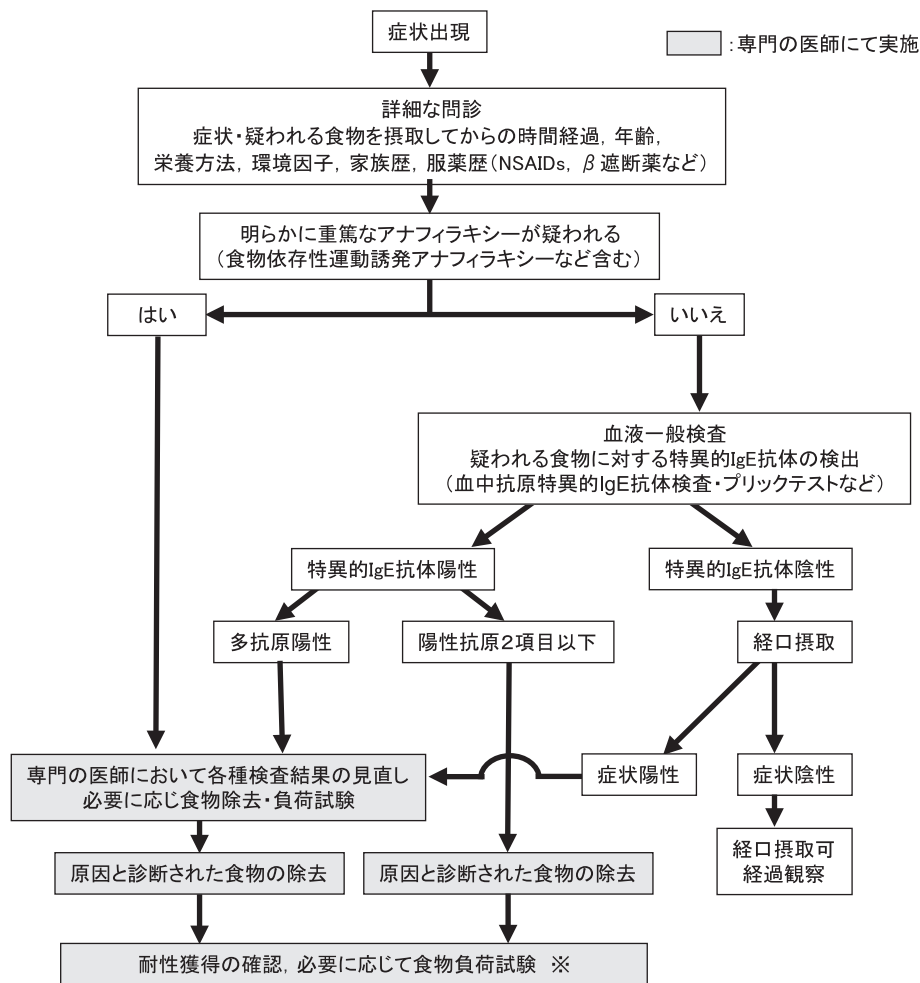 症状出現
:専門の医師にて実施
詳細な問診
症状・疑われる食物を摂取してからの時間経過，年齢，
栄養方法，環境因子，家族歴，服薬歴（NSAIDs，β遮断薬など）
明らかに重篤なアナフィラキシーが疑われる
（食物依存性運動誘発アナフィラキシーなど含む）
はい
いいえ
血液一般検査
疑われる食物に対する特異的IgE抗体の検出
（血中抗原特異的IgE抗体検査・プリックテストなど）
特異的IgE抗体陽性
特異的IgE抗体陰性
多抗原陽性
陽性抗原2項目以下
経口摂取
専門の医師において各種検査結果の見直し
必要に応じ食物除去・負荷試験
症状陽性
症状陰性
原因と診断された食物の除去
原因と診断された食物の除去
経口摂取可
経過観察
耐性獲得の確認，必要に応じて食物負荷試験 ※